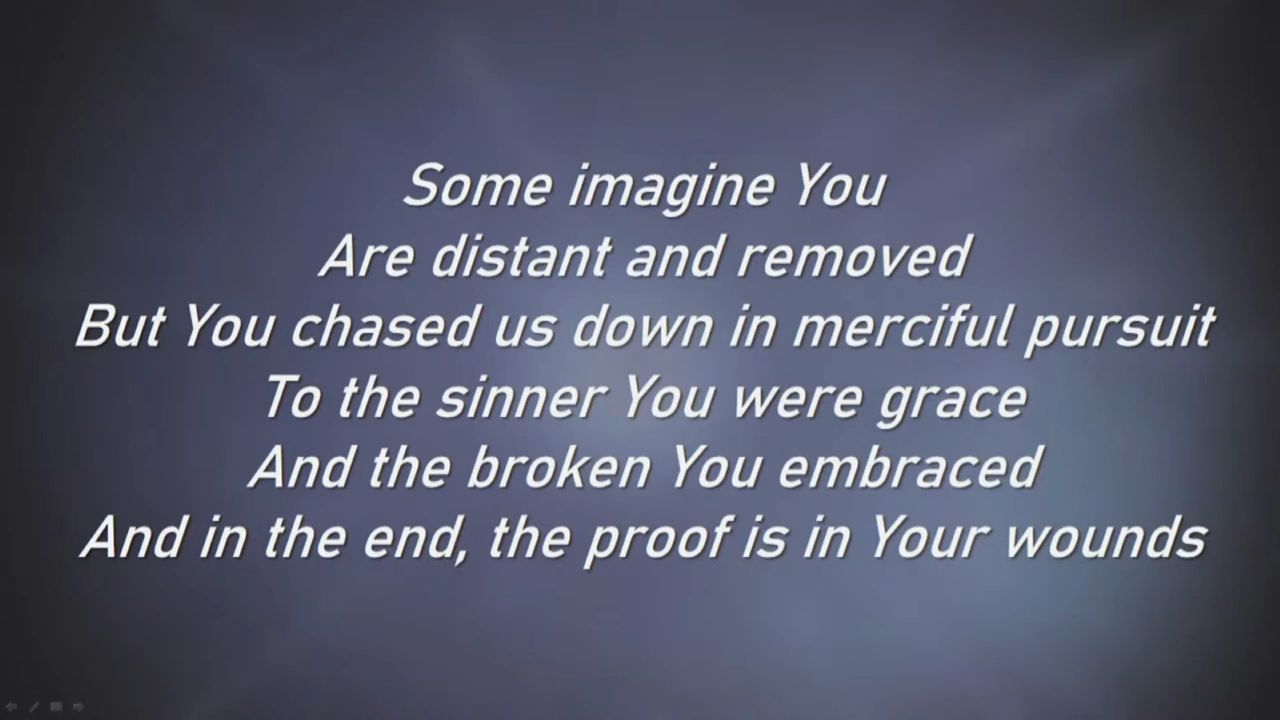 Some imagine You
Are distant and removed
But You chased us down in merciful pursuit
To the sinner You were grace
And the broken You embraced
And in the end, the proof is in Your wounds